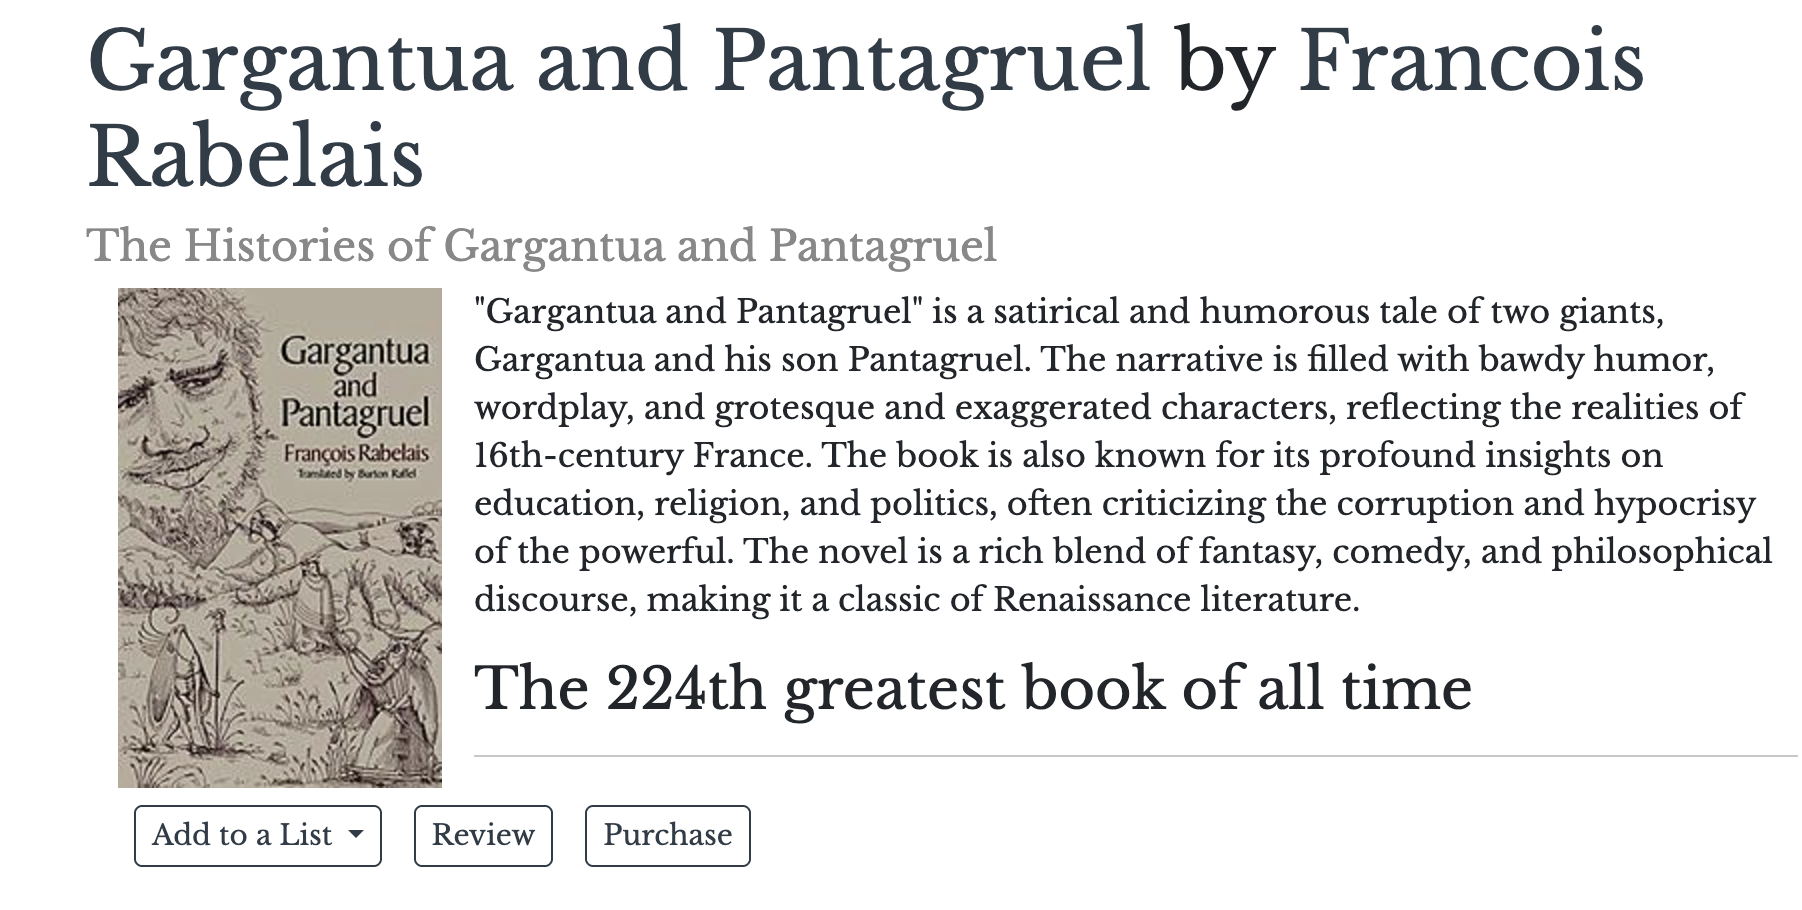 Gargantua and Pantagruel by Francois
Rabelais
The Histories of Gargantua and Pantagruel
Gargantua
and
Pantagruel
François Rabelais
Translated by Burton Raffel
"Gargantua and Pantagruel" is a satirical and humorous tale of two giants,
Gargantua and his son Pantagruel. The narrative is filled with bawdy humor,
wordplay, and grotesque and exaggerated characters, reflecting the realities of
16th-century France. The book is also known for its profound insights on
education, religion, and politics, often criticizing the corruption and hypocrisy
of the powerful. The novel is a rich blend of fantasy, comedy, and philosophical
discourse, making it a classic of Renaissance literature.
The 224th greatest book of all time
Add to a List
Review
Purchase